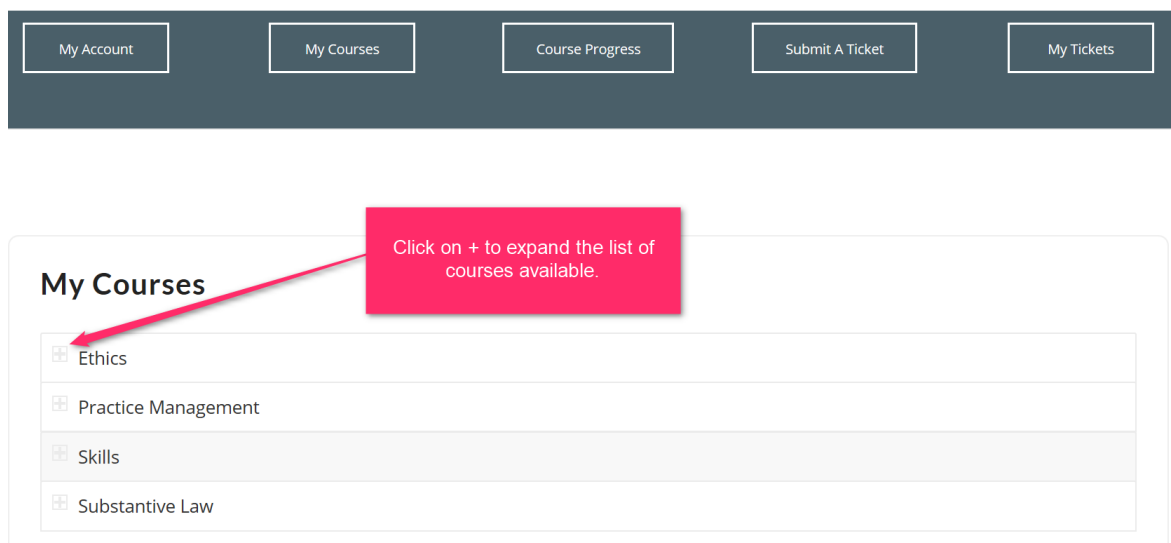 My Account
My Courses
Course Progress
Submit A Ticket
My Tickets
Click on + to expand the list of
courses available.
My Courses
Ethics
Practice Management
Skills
Substantive Law